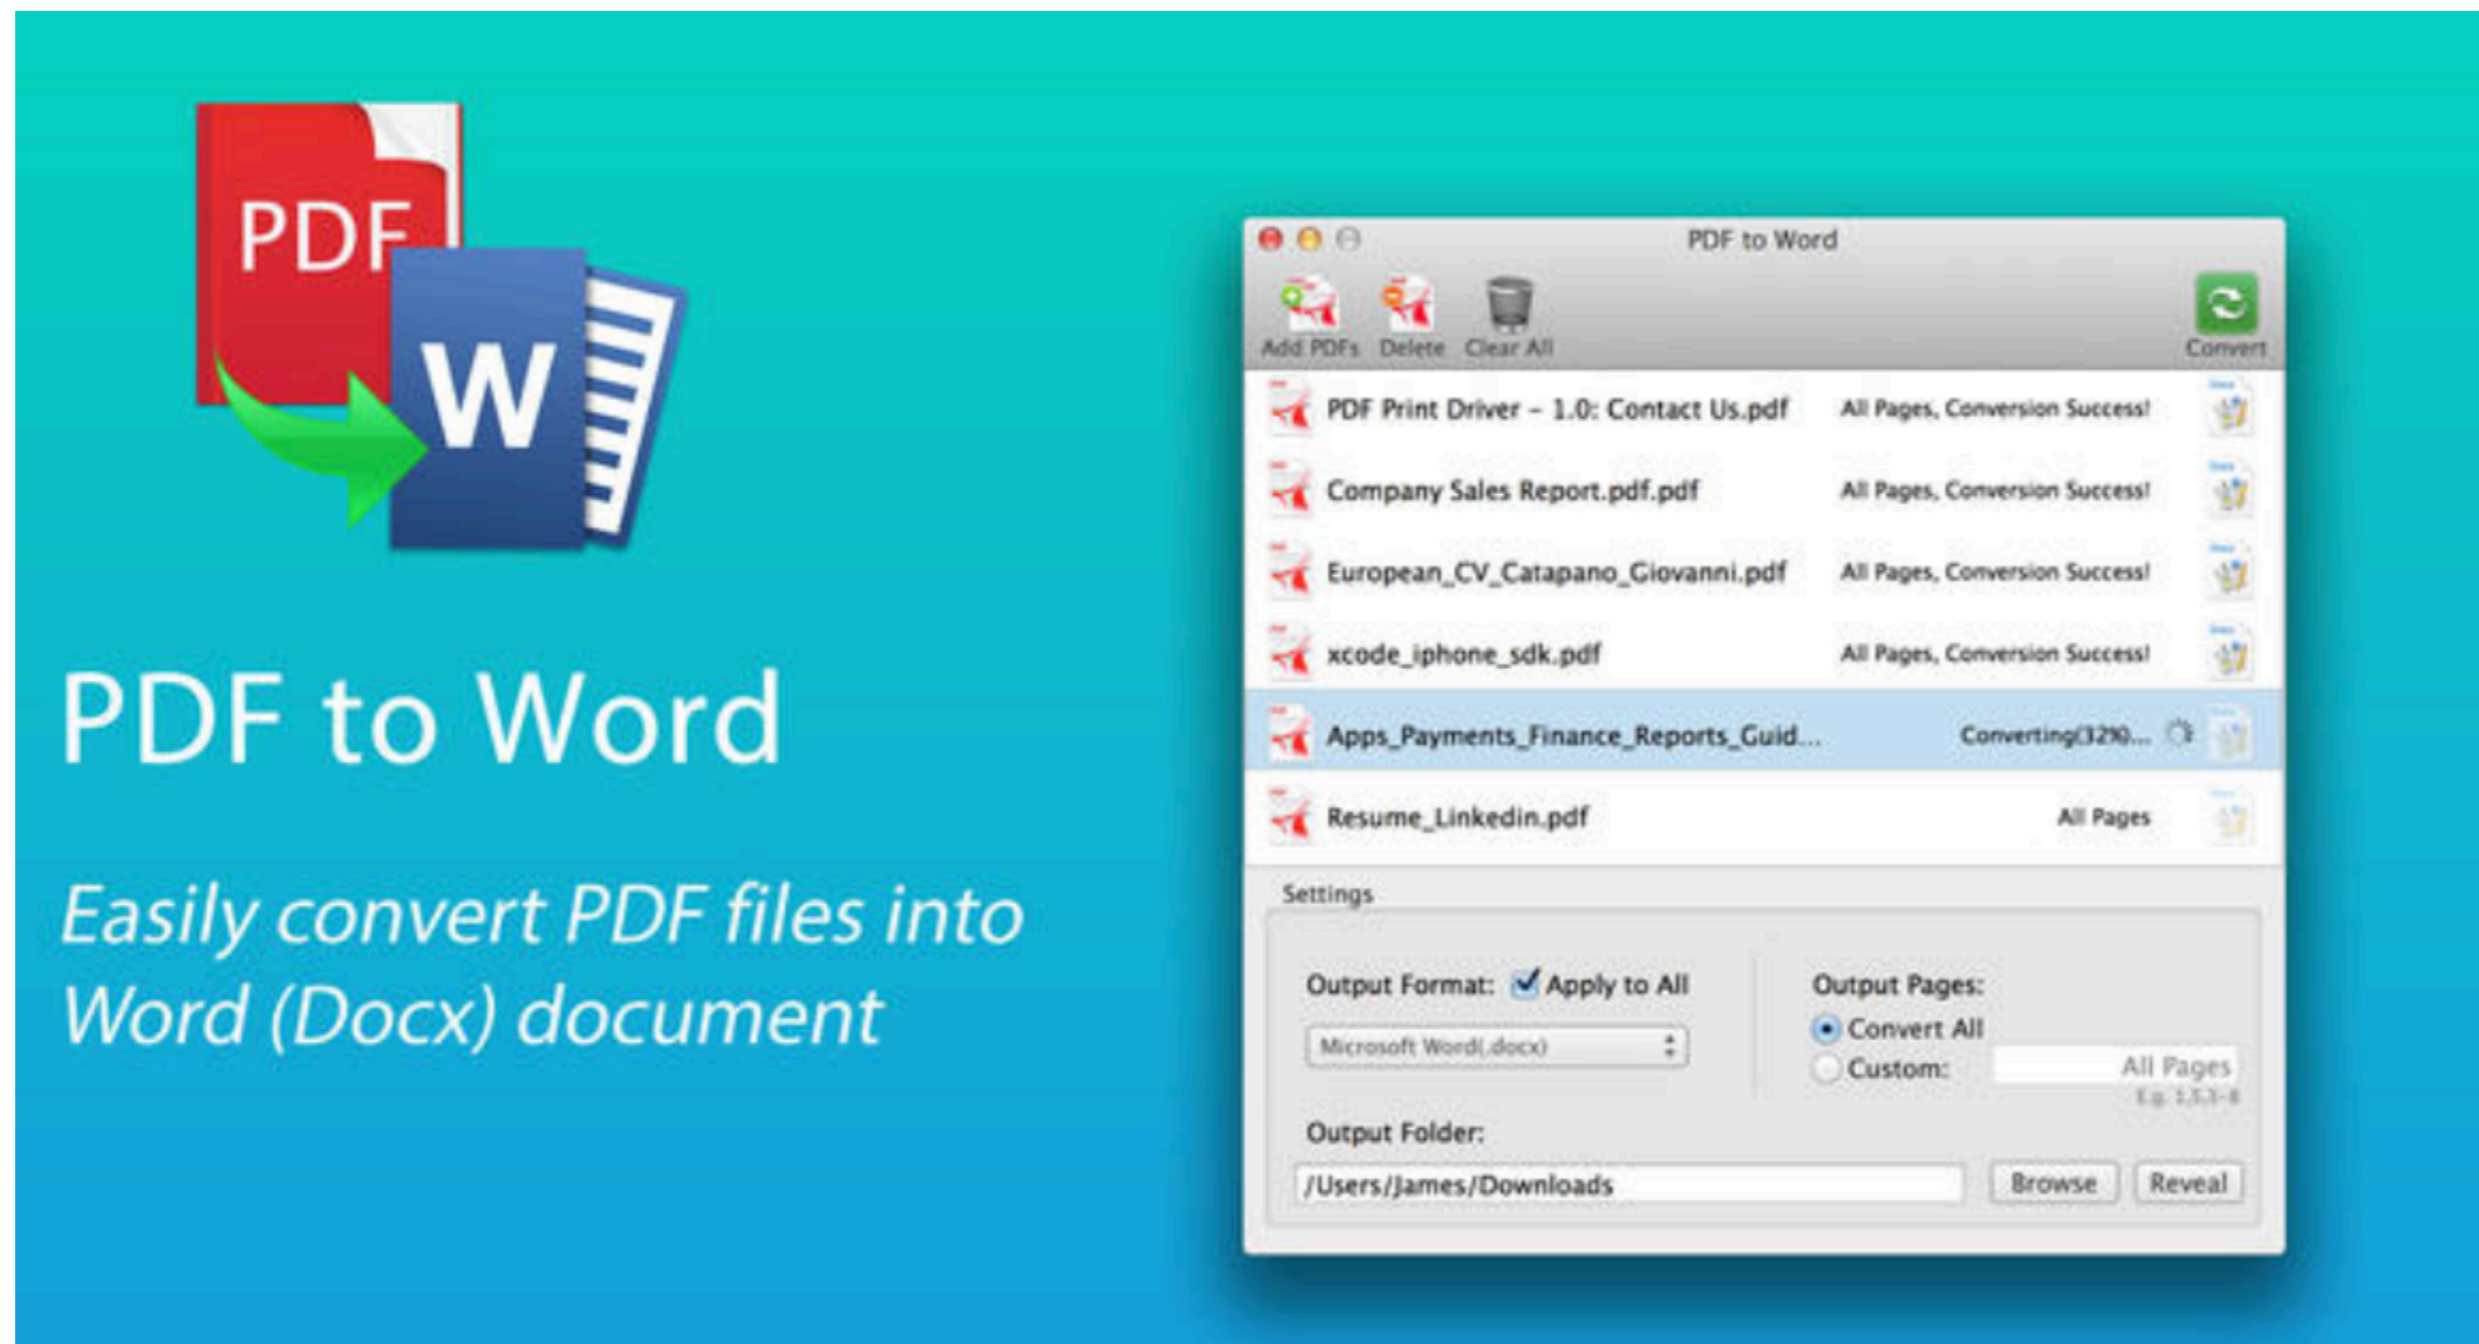 PDF
W
PDF to Word
Easily convert PDF files into
Word (Docx) document
PDF to Word
Add PDFs Delete Clear All Convert
PDF Print Driver – 1.0: Contact Us.pdf All Pages, Conversion Success!
Company Sales Report.pdf.pdf All Pages, Conversion Success!
European_CV_Catapano_Giovanni.pdf All Pages, Conversion Success!
xcode_iphone_sdk.pdf All Pages, Conversion Success!
Apps_Payments_Finance_Reports_Guid... Converting(32%)...
Resume_Linkedin.pdf All Pages
Settings
Output Format: Apply to All
Microsoft Word(.docx)
Output Pages:
Convert All
Custom: All Pages
E.g.
Output Folder:
/Users/James/Downloads Browse Reveal